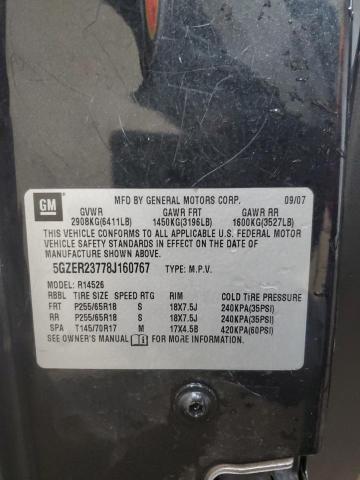 GM
MFD BY GENERAL MOTORS CORP. 09/07
GVWR GAWR FRT GAWR RR
2908KG(6411LB) 1450KG(3196LB) 1600KG(3527LB)
THIS VEHICLE CONFORMS TO ALL APPLICABLE U.S. FEDERAL MOTOR
VEHICLE SAFETY STANDARDS IN EFFECT ON THE DATE OF
MANUFACTURE SHOWN ABOVE.
5GZER23778J160767 TYPE: M.P.V.
MODEL: R14526
RBBL TIRE SIZE SPEED RTG RIM COLD TIRE PRESSURE
FRT P255/65R18 S 18X7.5J 240KPA(35PSI)
RR P255/65R18 S 18X7.5J 240KPA(35PSI)
SPA T145/70R17 M 17X4.5B 420KPA(60PSI)
SEE OWNER'S MANUAL FOR MORE INFORMATION.